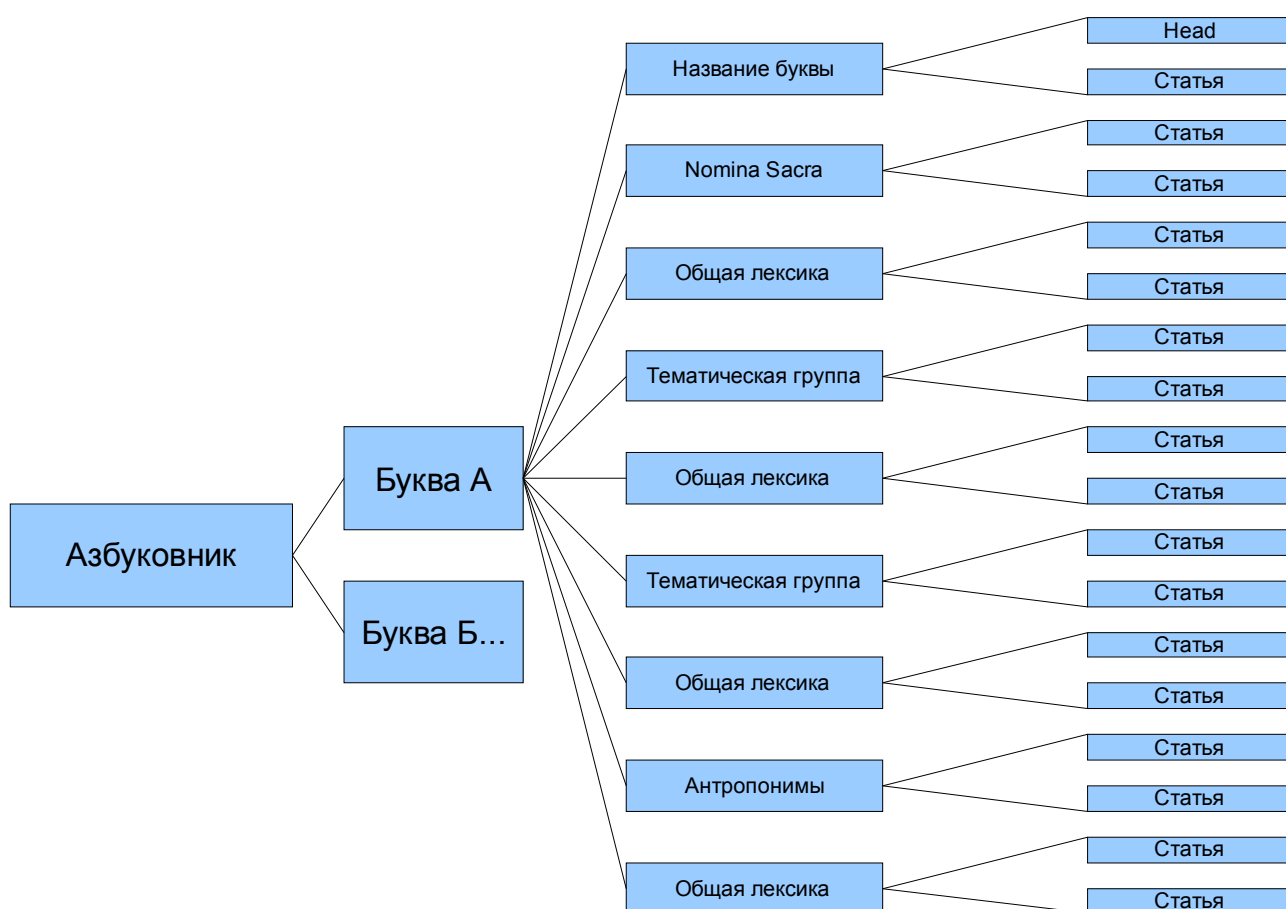 Head
Название буквы
Статья
Статья
Nomina Sacra
Статья
Статья
Общая лексика
Статья
Статья
Тематическая группа
Статья
Буква А
Статья
Общая лексика
Статья
Азбуковник
Статья
Тематическая группа
Статья
Буква Б...
Статья
Общая лексика
Статья
Статья
Антропонимы
Статья
Статья
Общая лексика
Статья